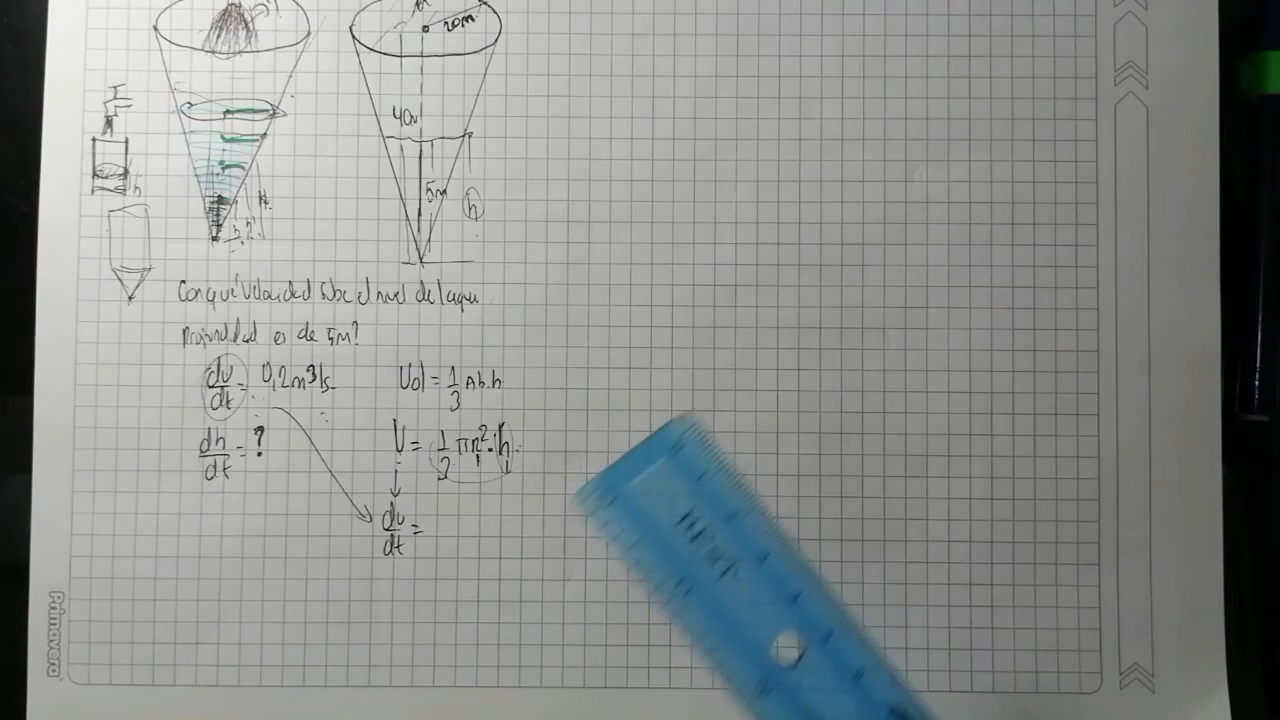 20m
40m
5m
h
h
Con qué velocidad sube el nivel del agua
profundidad es de 5m?
dv/dt = 0,2m³/s
Vol = 1/3 Ab.h
dh/dt = ?
V = 1/3 πr².h
dv/dt =
Primavera